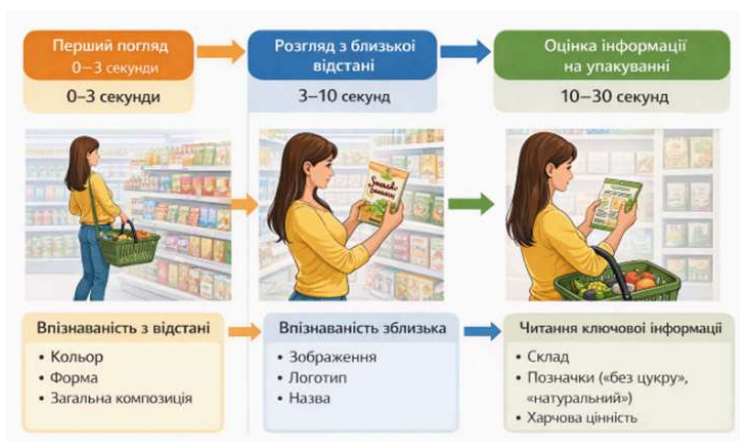 Перший погляд
0–3 секунди
0–3 секунди
Розгляд з близької
відстані
3–10 секунд
Оцінка інформації
на упакуванні
10–30 секунд
Впізнаваність з відстані
• Кольор
• Форма
• Загальна композиція
Впізнаваність зблизька
• Зображення
• Логотип
• Назва
Читання ключової інформації
• Склад
• Позначки («без цукру»,
«натуральний»)
• Харчова цінність